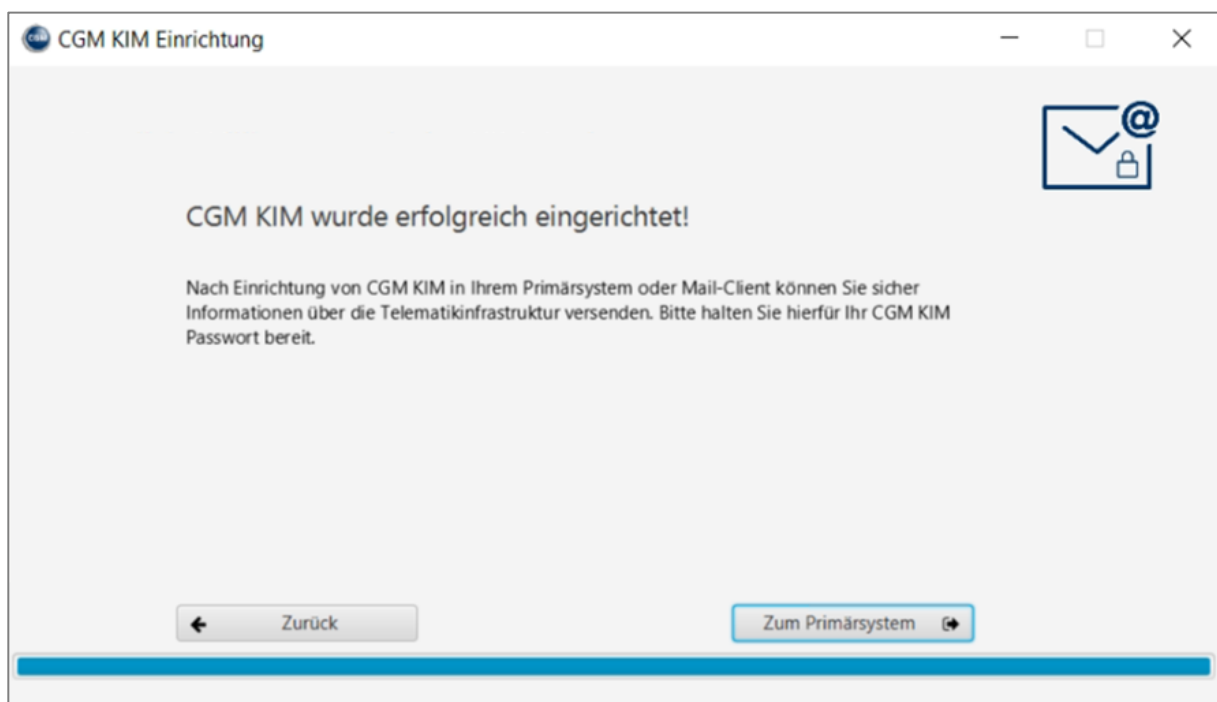 CGM KIM Einrichtung
@
CGM KIM wurde erfolgreich eingerichtet!
Nach Einrichtung von CGM KIM in Ihrem Primärsystem oder Mail-Client können Sie sicher
Informationen über die Telematikinfrastruktur versenden. Bitte halten Sie hierfür Ihr CGM KIM
Passwort bereit.
Zurück
Zum Primärsystem